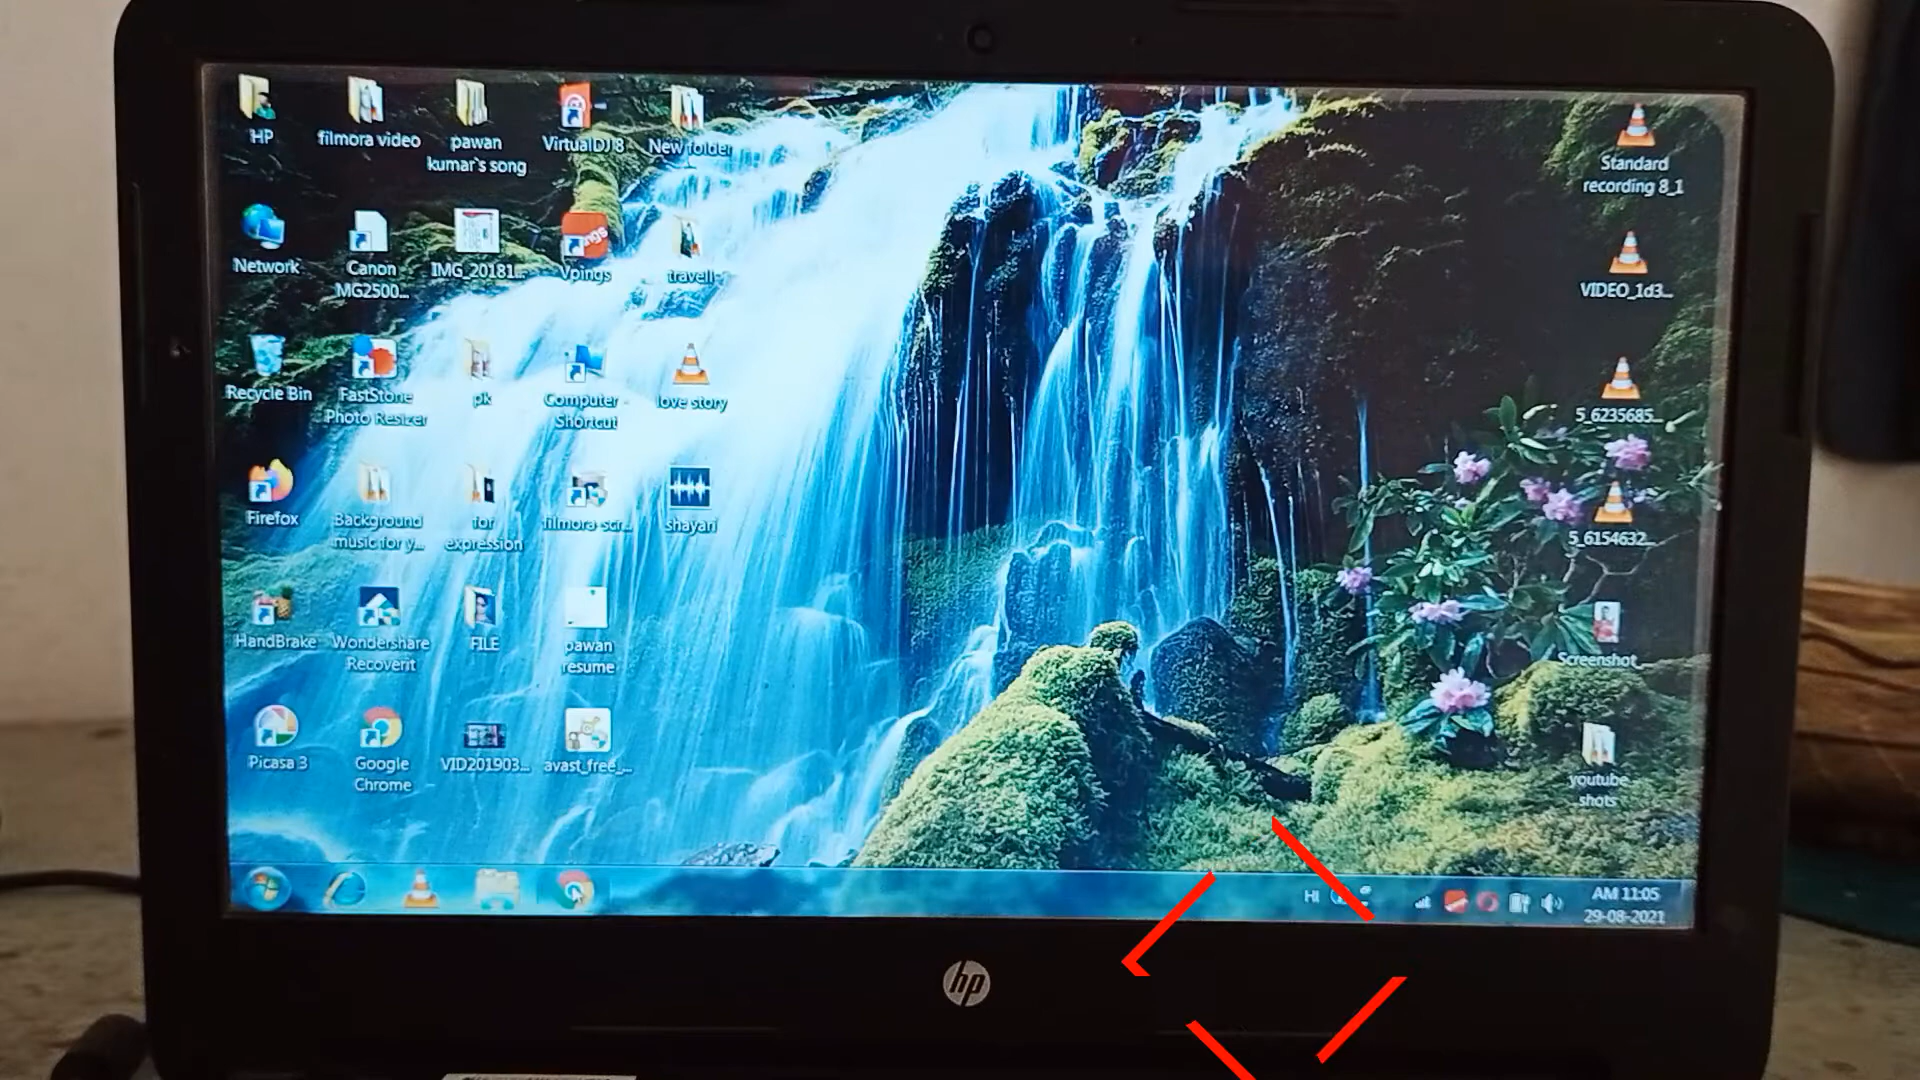 HP
filmora video
pawan
kumar`s song
VirtualDJ 8
New folder
Standard
recording 8_1
Network
Canon
MG2500...
IMG_20181...
Vpings
travell
VIDEO_1d3...
Recycle Bin
FastStone
Photo Resizer
pk
Computer -
Shortcut
love story
5_6235685...
Firefox
Background
music for y...
for
expression
filmora scr...
shayari
5_6154632...
HandBrake
Wondershare
Recoverit
FILE
pawan
resume
Screenshot_
Picasa 3
Google
Chrome
VID201903...
avast_free_...
youtube
shots
HI
AM 11:05
29-08-2021
hp